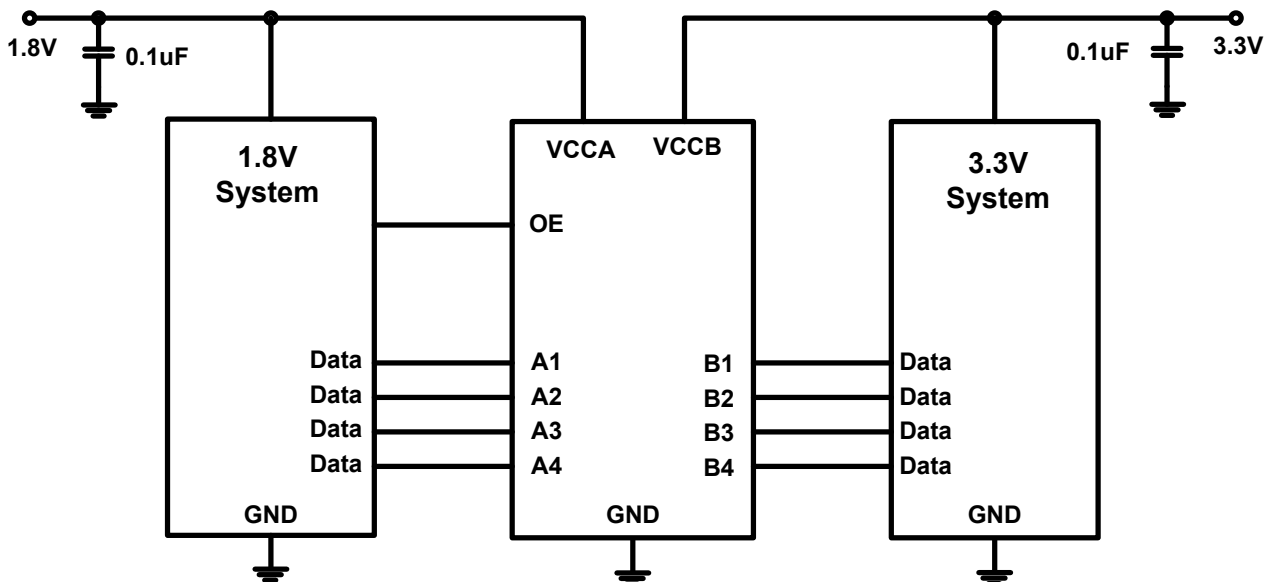 1.8V
0.1uF
0.1uF
3.3V
1.8V
System
VCCA
VCCB
3.3V
System
OE
Data
A1
B1
Data
Data
A2
B2
Data
Data
A3
B3
Data
Data
A4
B4
Data
GND
GND
GND